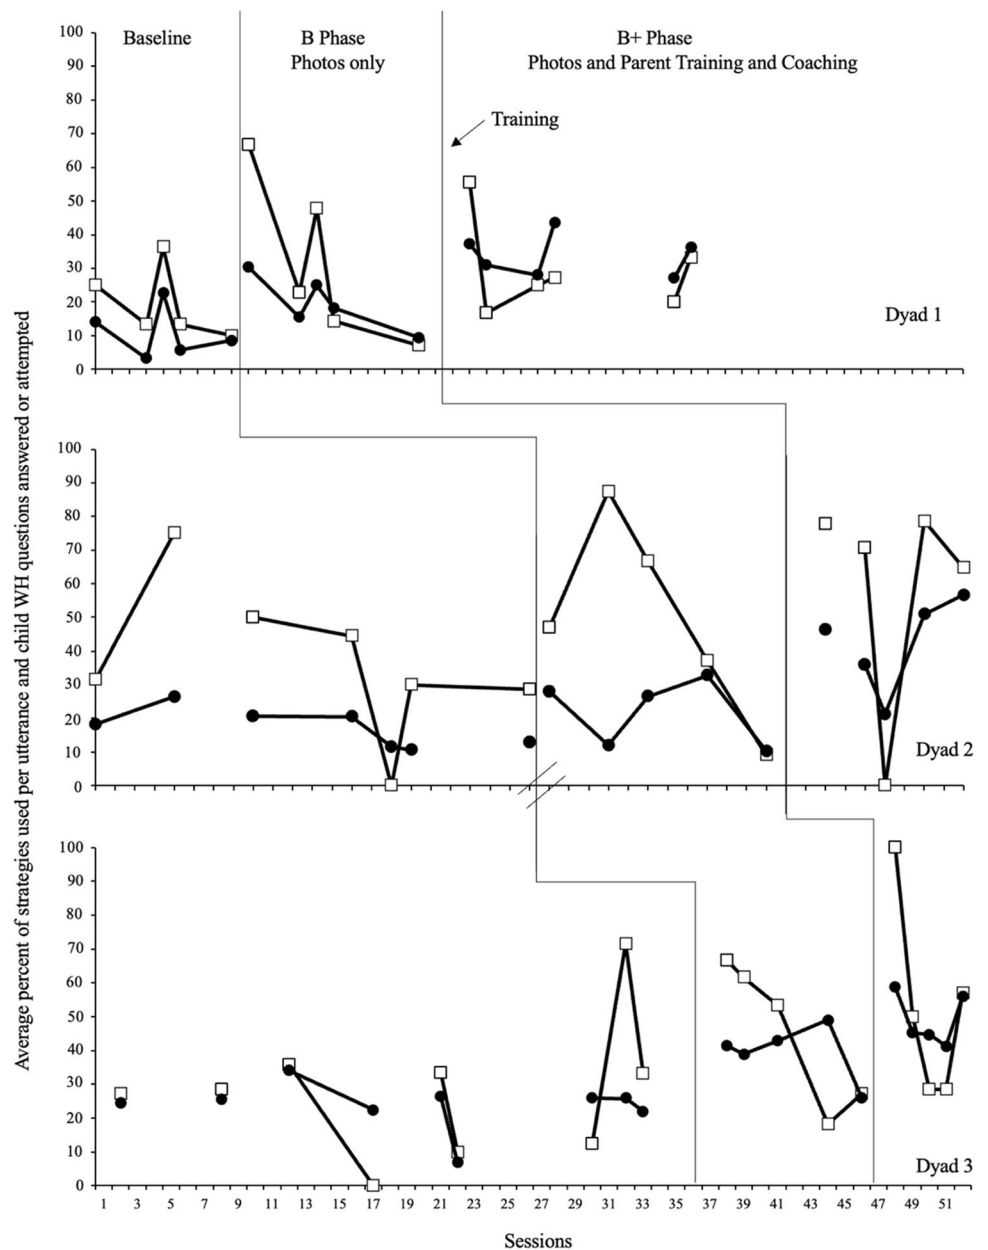 Average percent of strategies used per utterance and child WH questions answered or attempted
Baseline
B Phase
Photos only
B+ Phase
Photos and Parent Training and Coaching
Training
100
90
80
70
60
50
40
30
20
10
0
Dyad 1
100
90
80
70
60
50
40
30
20
10
0
Dyad 2
100
90
80
70
60
50
40
30
20
10
0
Dyad 3
1 3 5 7 9 11 13 15 17 19 21 23 25 27 29 31 33 35 37 39 41 43 45 47 49 51
Sessions